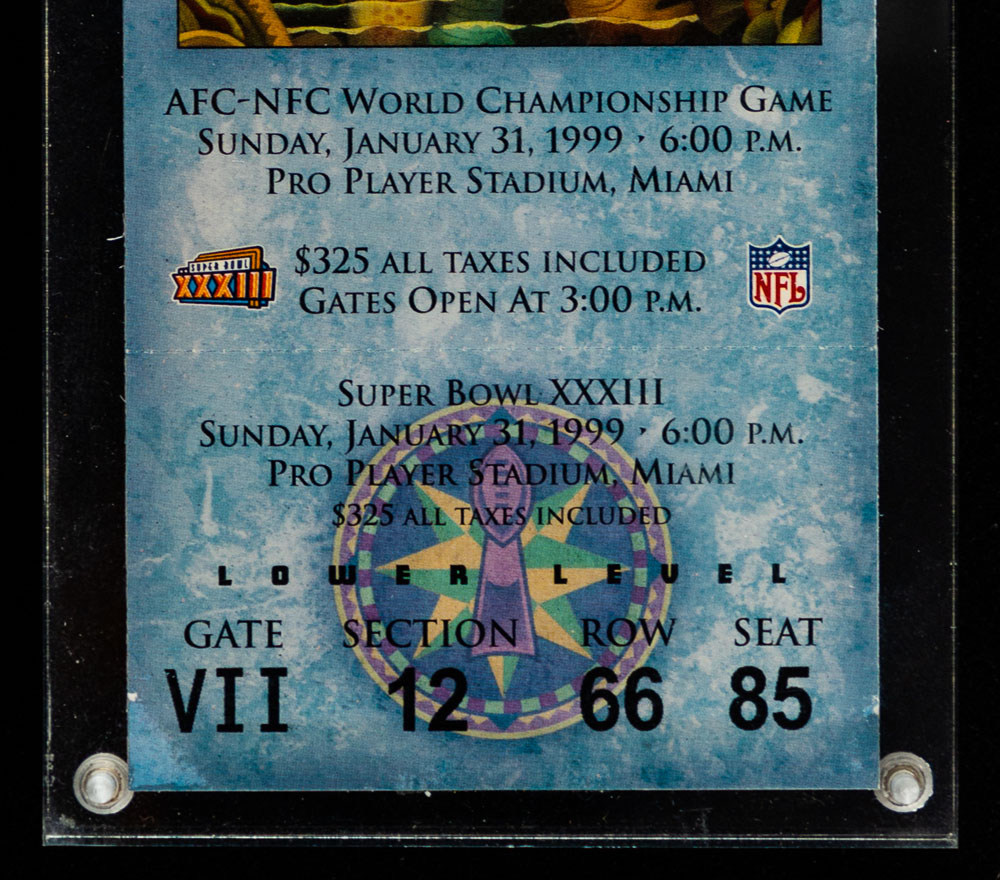 AFC-NFC WORLD CHAMPIONSHIP GAME
SUNDAY, JANUARY 31, 1999 · 6:00 P.M.
PRO PLAYER STADIUM, MIAMI
SUPER BOWL
XXXIII
$325 ALL TAXES INCLUDED
GATES OPEN AT 3:00 P.M.
NFL
SUPER BOWL XXXIII
SUNDAY, JANUARY 31, 1999 · 6:00 P.M.
PRO PLAYER STADIUM, MIAMI
$325 ALL TAXES INCLUDED
LOWER LEVEL
GATE SECTION ROW SEAT
VII 12 66 85